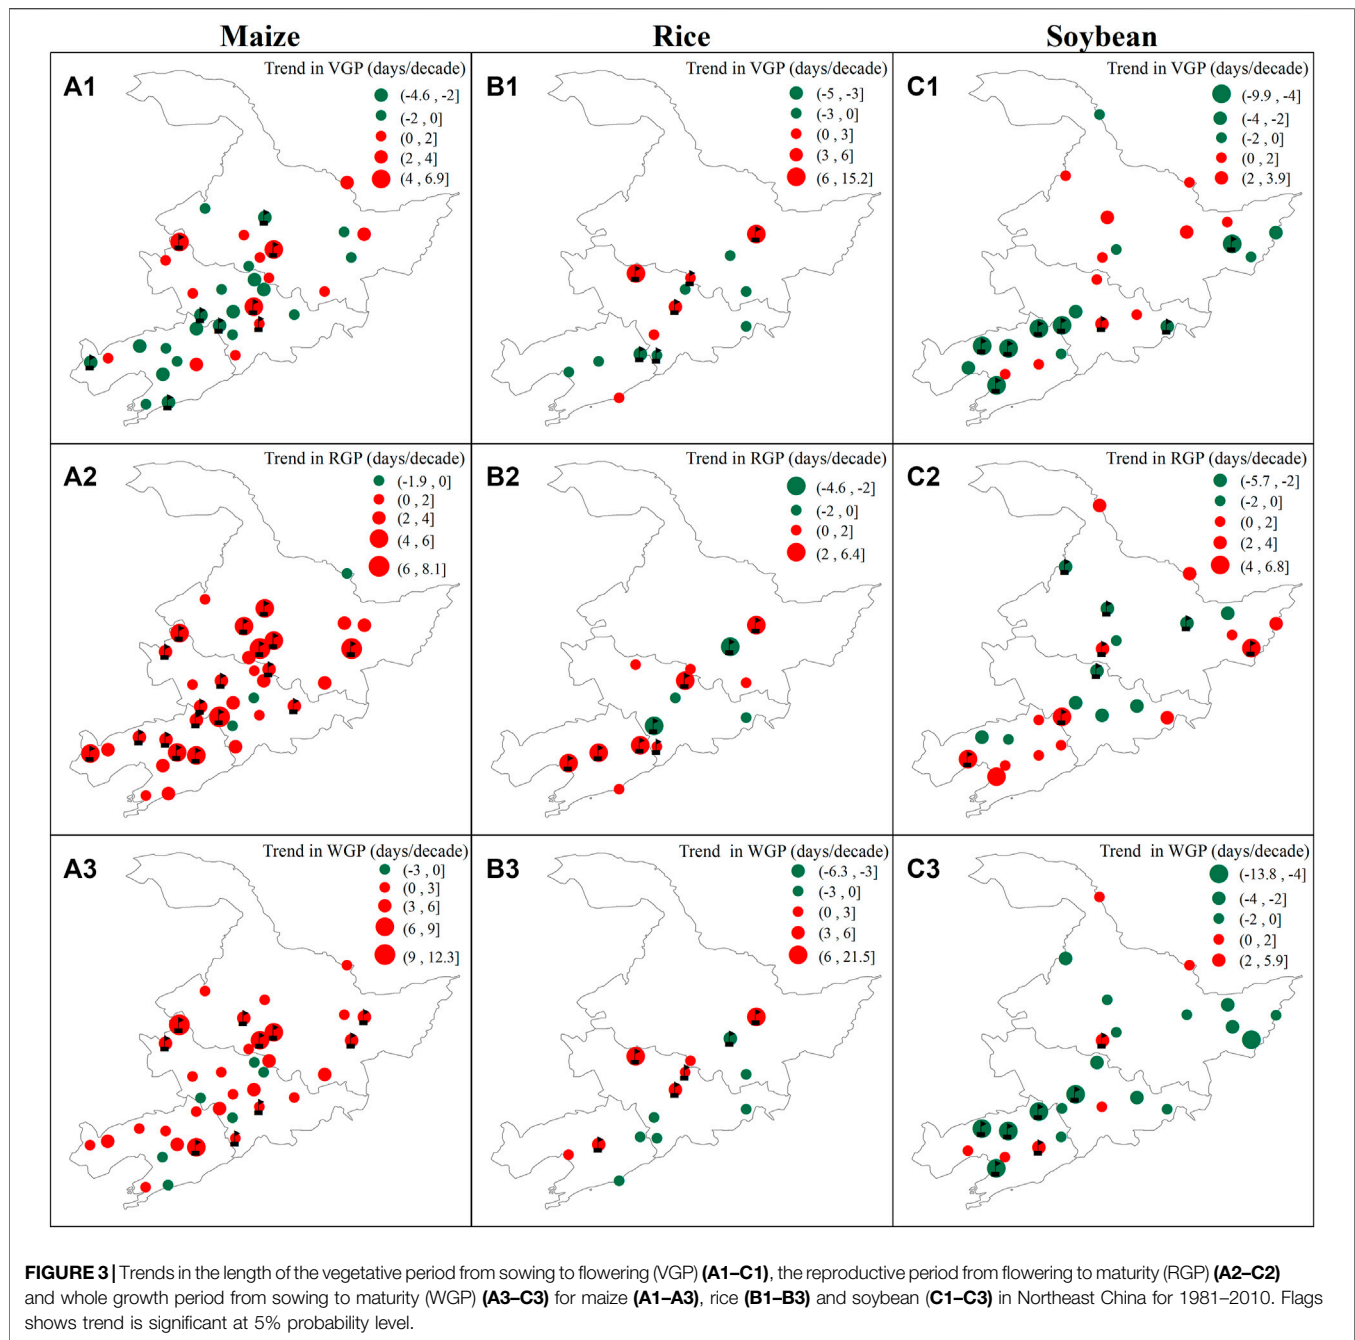 Maize
Rice
Soybean
A1
Trend in VGP (days/decade)
(-4.6 , -2]
(-2 , 0]
(0 , 2]
(2 , 4]
(4 , 6.9]
B1
Trend in VGP (days/decade)
(-5 , -3]
(-3 , 0]
(0 , 3]
(3 , 6]
(6 , 15.2]
C1
Trend in VGP (days/decade)
(-9.9 , -4]
(-4 , -2]
(-2 , 0]
(0 , 2]
(2 , 3.9]
A2
Trend in RGP (days/decade)
(-1.9 , 0]
(0 , 2]
(2 , 4]
(4 , 6]
(6 , 8.1]
B2
Trend in RGP (days/decade)
(-4.6 , -2]
(-2 , 0]
(0 , 2]
(2 , 6.4]
C2
Trend in RGP (days/decade)
(-5.7 , -2]
(-2 , 0]
(0 , 2]
(2 , 4]
(4 , 6.8]
A3
Trend in WGP (days/decade)
(-3 , 0]
(0 , 3]
(3 , 6]
(6 , 9]
(9 , 12.3]
B3
Trend in WGP (days/decade)
(-6.3 , -3]
(-3 , 0]
(0 , 3]
(3 , 6]
(6 , 21.5]
C3
Trend in WGP (days/decade)
(-13.8 , -4]
(-4 , -2]
(-2 , 0]
(0 , 2]
(2 , 5.9]
FIGURE 3 | Trends in the length of the vegetative period from sowing to flowering (VGP) (A1–C1), the reproductive period from flowering to maturity (RGP) (A2–C2)
and whole growth period from sowing to maturity (WGP) (A3–C3) for maize (A1–A3), rice (B1–B3) and soybean (C1–C3) in Northeast China for 1981–2010. Flags
shows trend is significant at 5% probability level.